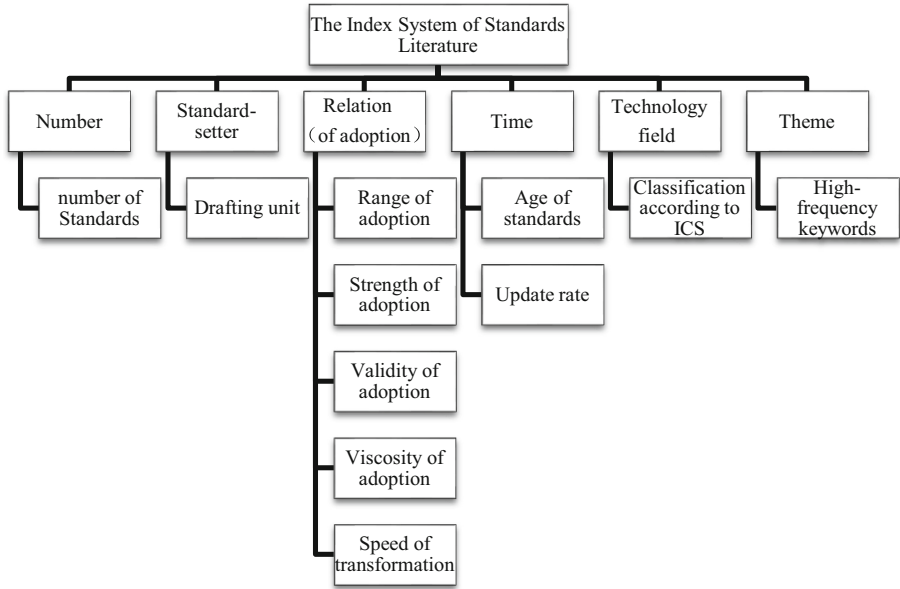 The Index System of Standards
Literature
Number
Standard-
setter
Relation
（of adoption）
Time
Technology
field
Theme
number of
Standards
Drafting unit
Range of
adoption
Age of
standards
Classification
according to
ICS
High-
frequency
keywords
Strength of
adoption
Update rate
Validity of
adoption
Viscosity of
adoption
Speed of
transformation